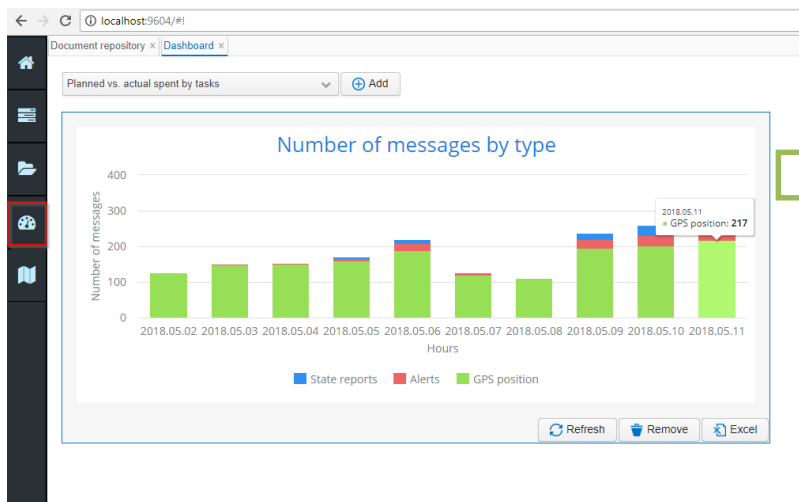 localhost:9604/#!
Document repository × Dashboard ×
Planned vs. actual spent by tasks Add
Number of messages by type
Number of messages
400
300
200
100
0
2018.05.11
GPS position: 217
2018.05.02 2018.05.03 2018.05.04 2018.05.05 2018.05.06 2018.05.07 2018.05.08 2018.05.09 2018.05.10 2018.05.11
Hours
State reports Alerts GPS position
Refresh Remove Excel